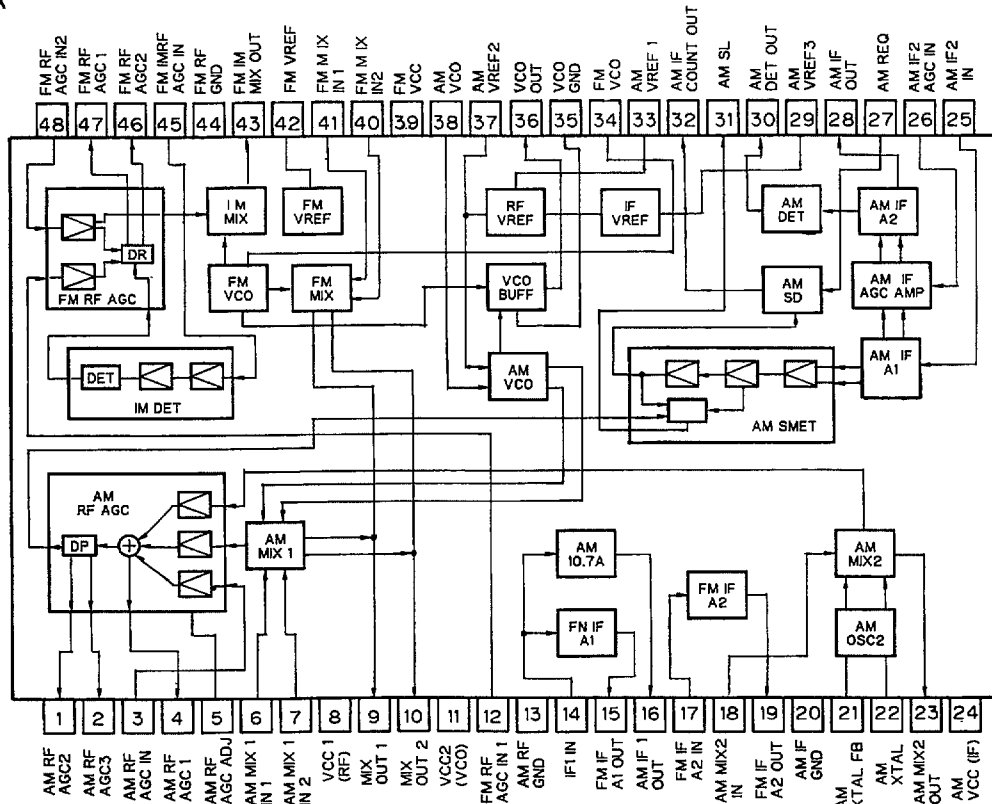 FM RF AGC IN2
FM RF AGC 1
FM RF AGC2
AM IMRF AGC IN
FM RF GND
FM IM MIX OUT
FM VREF
FM M IX IN1
FM M IX IN2
FM VCC
AM VCO
AM VREF2
VCO OUT
VCO GND
FM VCO
AM VREF 1
AM IF COUNT OUT
AM SL
AM DET OUT
AM VREF3
AM IF OUT
AM REQ
AM IF2 AGC IN
AM IF2 IN
48 47 46 45 44 43 42 41 40 39 38 37 36 35 34 33 32 31 30 29 28 27 26 25
DR
FM RF AGC
I M MIX
FM VREF
RF VREF
IF VREF
AM DET
AM IF A2
FM VCO
FM MIX
VCO BUFF
AM SD
AM IF AGC AMP
DET
IM DET
AM VCO
AM IF A1
AM SMET
AM RF AGC
DP
+
AM MIX 1
AM 10.7A
FN IF A1
FM IF A2
AM MIX2
AM OSC2
1 2 3 4 5 6 7 8 9 10 11 12 13 14 15 16 17 18 19 20 21 22 23 24
AM RF AGC2
AM RF AGC3
AM RF AGC IN
AM RF AGC 1
AM RF AGC ADJ
AM MIX 1 IN 1
AM MIX 1 IN2
VCC 1 (RF)
MIX OUT 1
MIX OUT 2
VCC2 (VCO)
FM RF AGC IN 1
AM RF GND
IF1 IN
FM IF A1 OUT
AM IF 1 OUT
FM IF A2 IN
AM MIX2 IN
FM IF A2 OUT
AM IF GND
AM XTAL FB
AM XTAL
AM MIX2 OUT
AM VCC (IF)